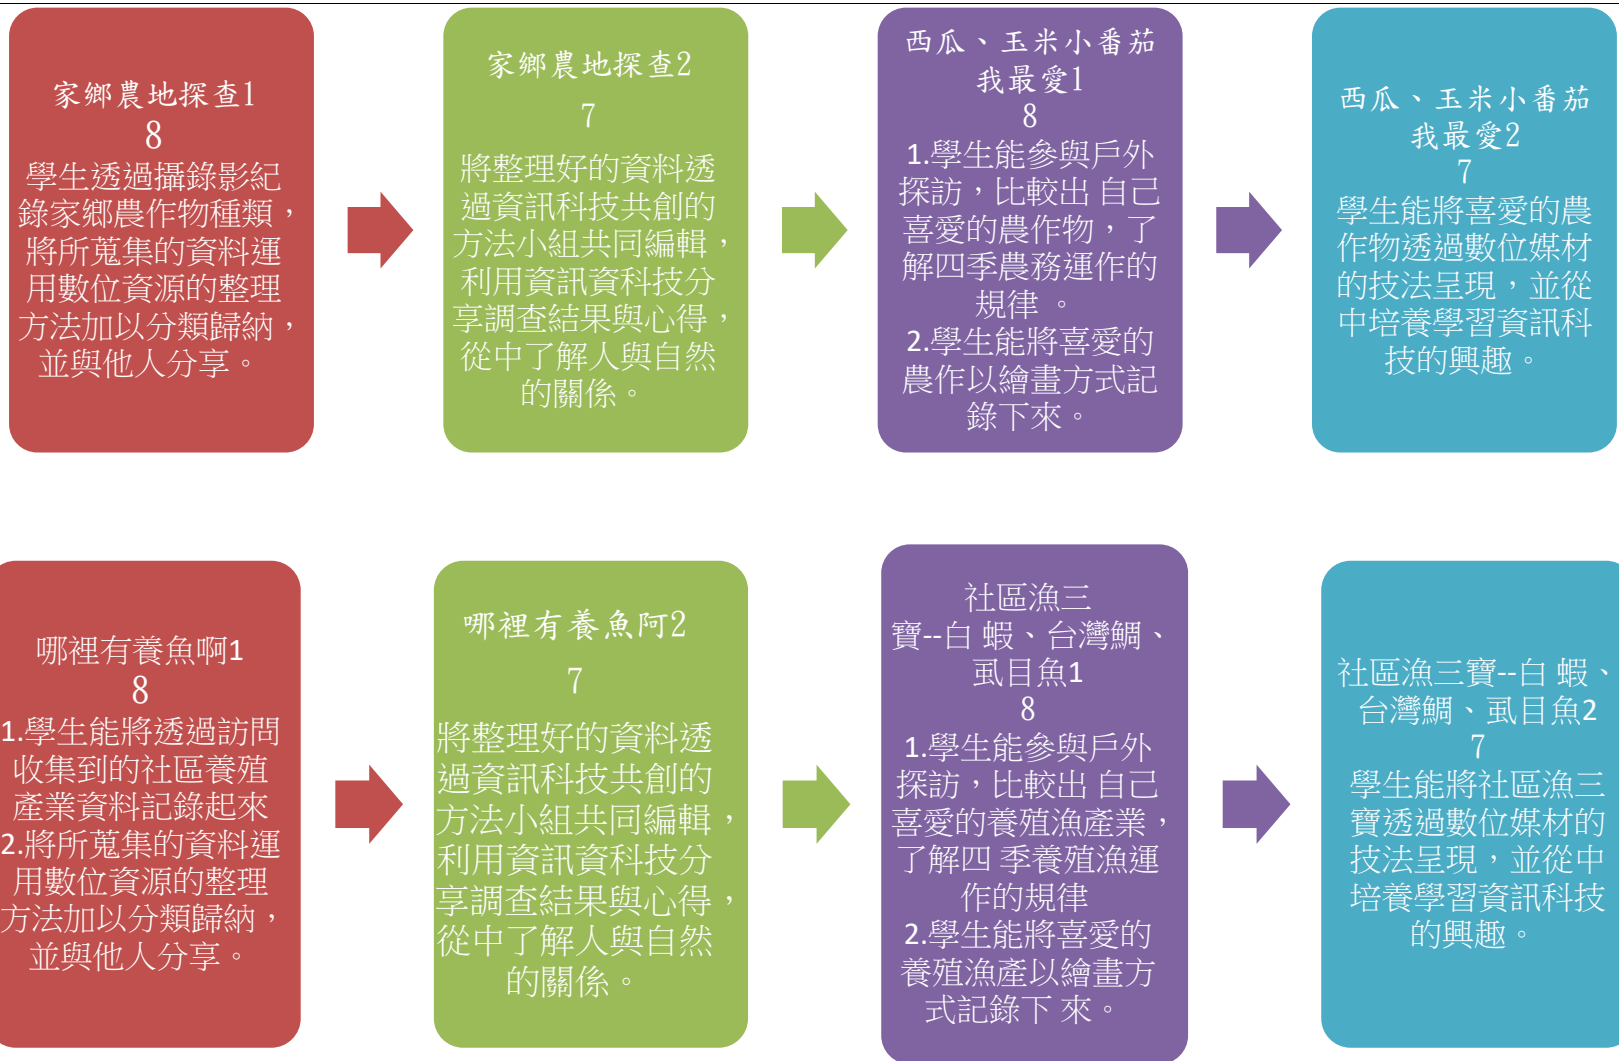 家鄉農地探查1
8
學生透過攝錄影紀
錄家鄉農作物種類，
將所蒐集的資料運
用數位資源的整理
方法加以分類歸納，
並與他人分享。
家鄉農地探查2
7
將整理好的資料透
過資訊科技共創的
方法小組共同編輯，
利用資訊資科技分
享調查結果與心得，
從中了解人與自然
的關係。
西瓜、玉米小番茄
我最愛1
8
1.學生能參與戶外
探訪，比較出 自己
喜愛的農作物，了
解四季農務運作的
規律 。
2.學生能將喜愛的
農作以繪畫方式記
錄下來。
西瓜、玉米小番茄
我最愛2
7
學生能將喜愛的農
作物透過數位媒材
的技法呈現，並從
中培養學習資訊科
技的興趣。
哪裡有養魚啊1
8
1.學生能將透過訪問
收集到的社區養殖
產業資料記錄起來
2.將所蒐集的資料運
用數位資源的整理
方法加以分類歸納，
並與他人分享。
哪裡有養魚阿2
7
將整理好的資料透
過資訊科技共創的
方法小組共同編輯，
利用資訊資科技分
享調查結果與心得，
從中了解人與自然
的關係。
社區漁三
寶--白 蝦、台灣鯛、
虱目魚1
8
1.學生能參與戶外
探訪，比較出 自己
喜愛的養殖漁產業，
了解四 季養殖漁運
作的規律
2.學生能將喜愛的
養殖漁產以繪畫方
式記錄下 來。
社區漁三寶--白 蝦、
台灣鯛、虱目魚2
7
學生能將社區漁三
寶透過數位媒材的
技法呈現，並從中
培養學習資訊科技
的興趣。